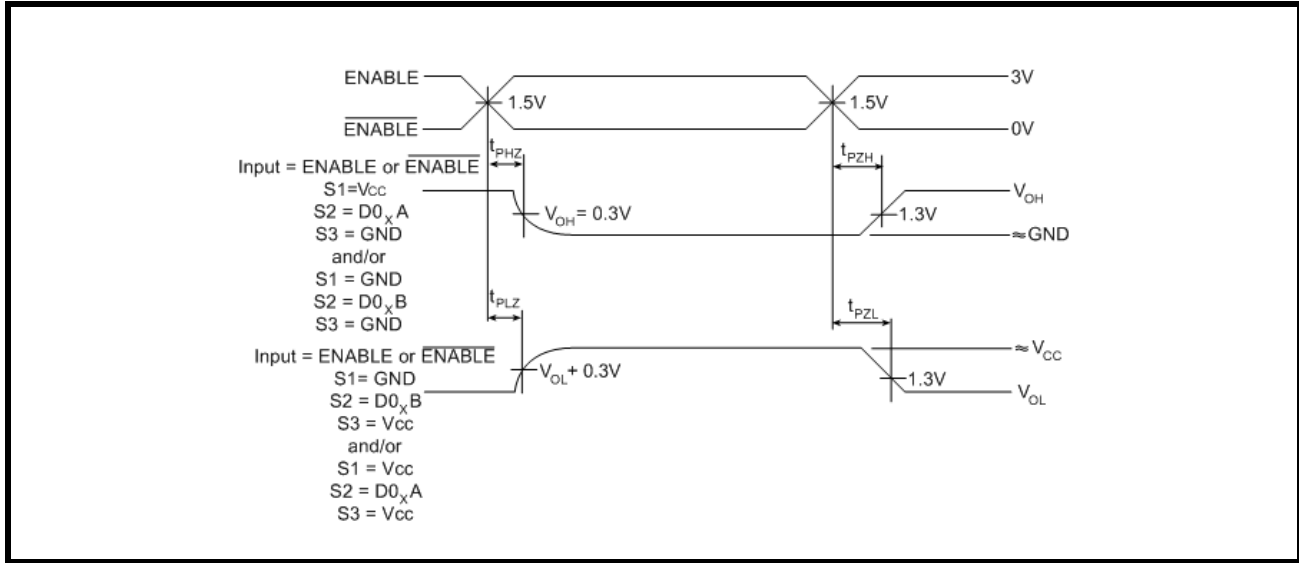 ENABLE 3V
1.5V 1.5V
ENABLE 0V
tPHZ tPZH
Input = ENABLE or ENABLE
S1=Vcc VOH
S2 = D0XA VOH= 0.3V 1.3V
S3 = GND ≈GND
and/or
S1 = GND
S2 = D0XB tPLZ tPZL
S3 = GND
Input = ENABLE or ENABLE ≈VCC
S1= GND VOL+ 0.3V 1.3V
S2 = D0XB VOL
S3 = Vcc
and/or
S1 = Vcc
S2 = D0XA
S3 = Vcc